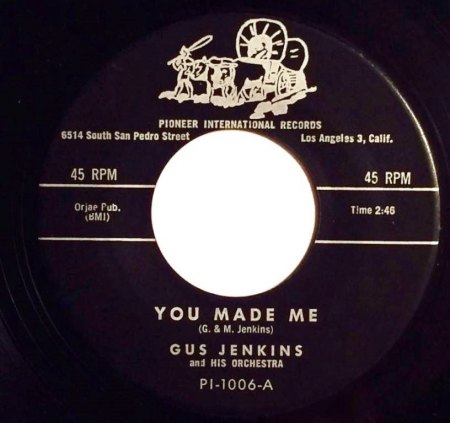 PIONEER INTERNATIONAL RECORDS
6514 South San Pedro Street Los Angeles 3, Calif.
45 RPM 45 RPM
Orjae Pub. Time 2:46
(BMI)
YOU MADE ME
(G. & M. Jenkins)
GUS JENKINS
and HIS ORCHESTRA
PI-1006-A